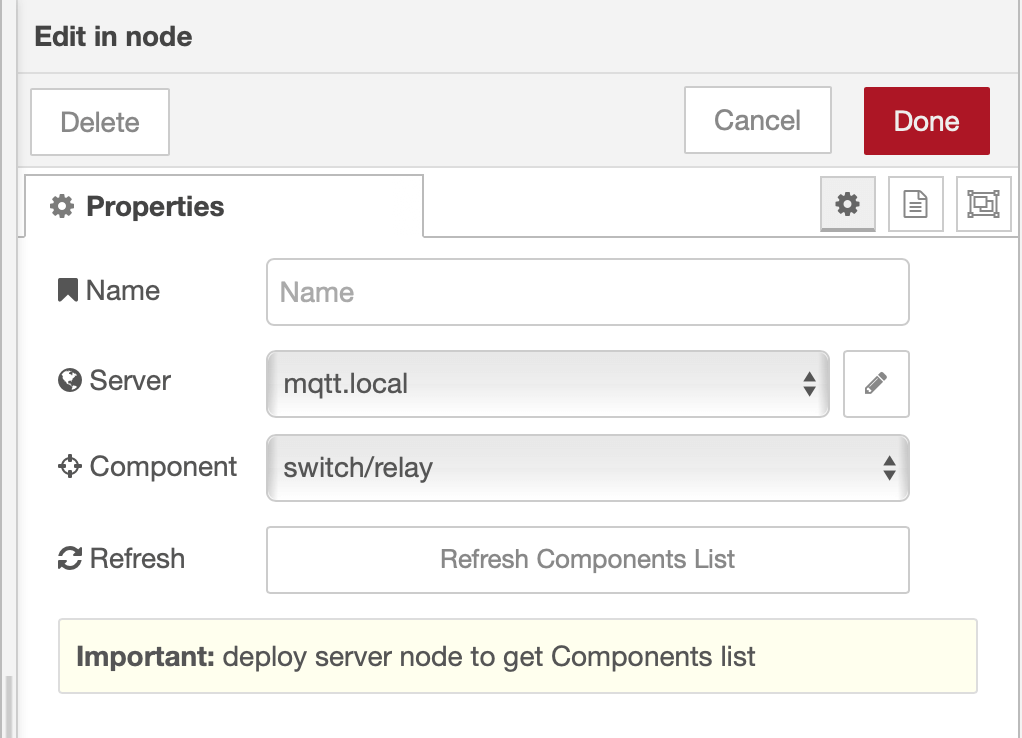 Edit in node
Delete
Cancel
Done
Properties
Name
Name
Server
mqtt.local
Component
switch/relay
Refresh
Refresh Components List
Important: deploy server node to get Components list